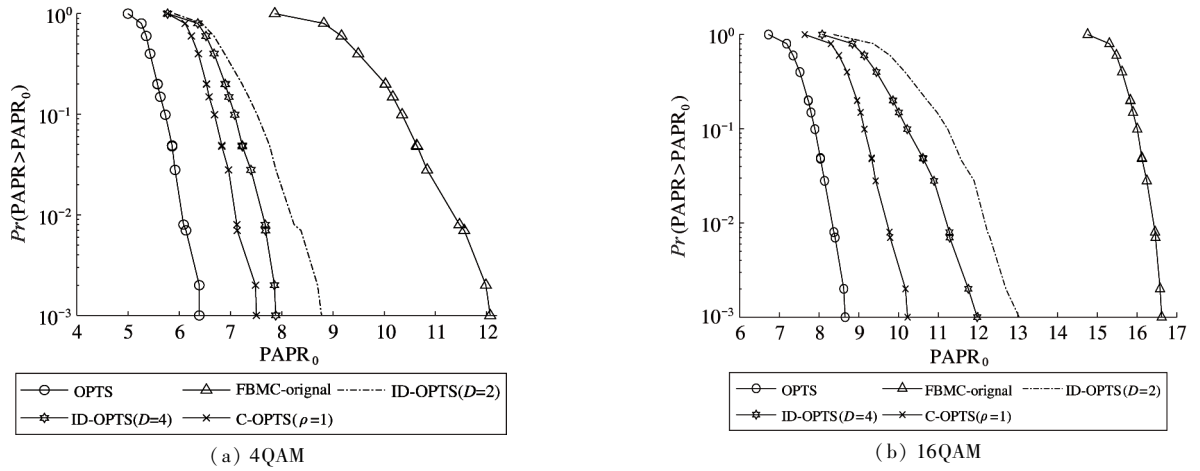 10⁰
10⁻¹
10⁻²
10⁻³
Pr(PAPR>PAPR₀)
4 5 6 7 8 9 10 11 12
PAPR₀
OPTS FBMC-orignal ID-OPTS(D=2)
ID-OPTS(D=4) C-OPTS(ρ=1)
(a) 4QAM
10⁰
10⁻¹
10⁻²
10⁻³
Pr(PAPR>PAPR₀)
6 7 8 9 10 11 12 13 14 15 16 17
PAPR₀
OPTS FBMC-orignal ID-OPTS(D=2)
ID-OPTS(D=4) C-OPTS(ρ=1)
(b) 16QAM